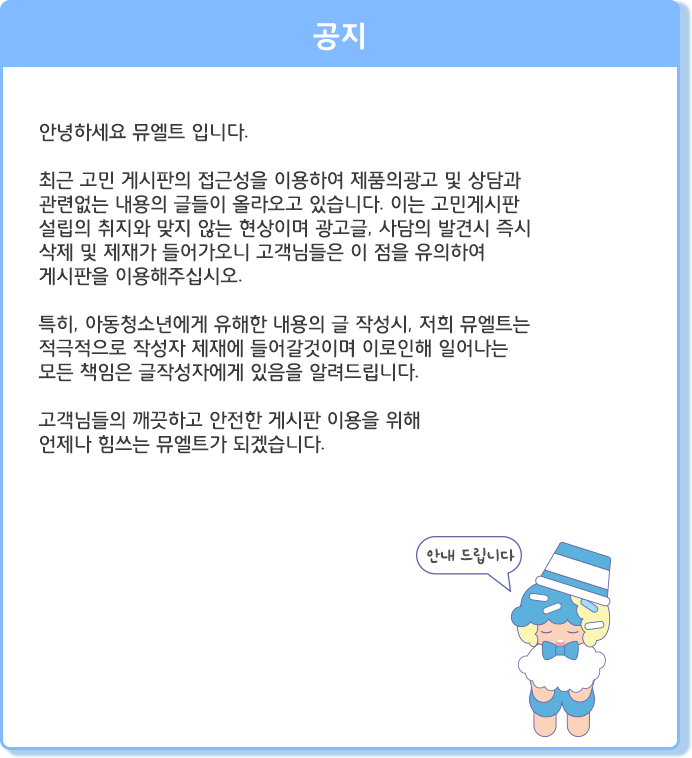 공지
안녕하세요 뮤엘트 입니다.
최근 고민 게시판의 접근성을 이용하여 제품의광고 및 상담과
관련없는 내용의 글들이 올라오고 있습니다. 이는 고민게시판
설립의 취지와 맞지 않는 현상이며 광고글, 사담의 발견시 즉시
삭제 및 제재가 들어가오니 고객님들은 이 점을 유의하여
게시판을 이용해주십시오.
특히, 아동청소년에게 유해한 내용의 글 작성시, 저희 뮤엘트는
적극적으로 작성자 제재에 들어갈것이며 이로인해 일어나는
모든 책임은 글작성자에게 있음을 알려드립니다.
고객님들의 깨끗하고 안전한 게시판 이용을 위해
언제나 힘쓰는 뮤엘트가 되겠습니다.
안내 드립니다